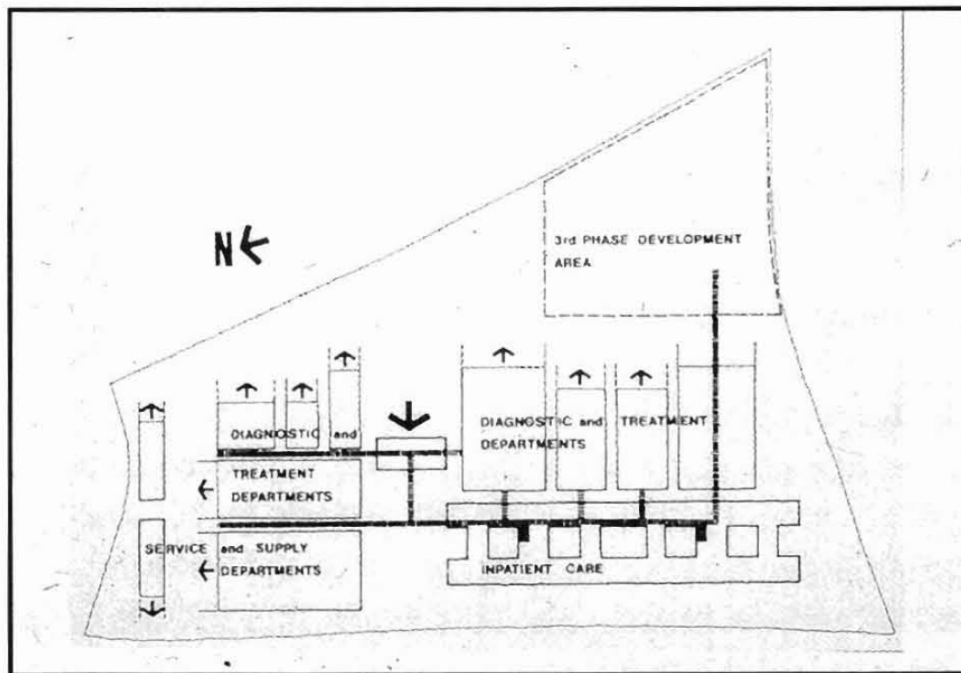 N
3rd PHASE DEVELOPMENT
AREA
DIAGNOSTIC and
TREATMENT
DEPARTMENTS
DIAGNOSTIC and TREATMENT
DEPARTMENTS
SERVICE and SUPPLY
DEPARTMENTS
INPATIENT CARE